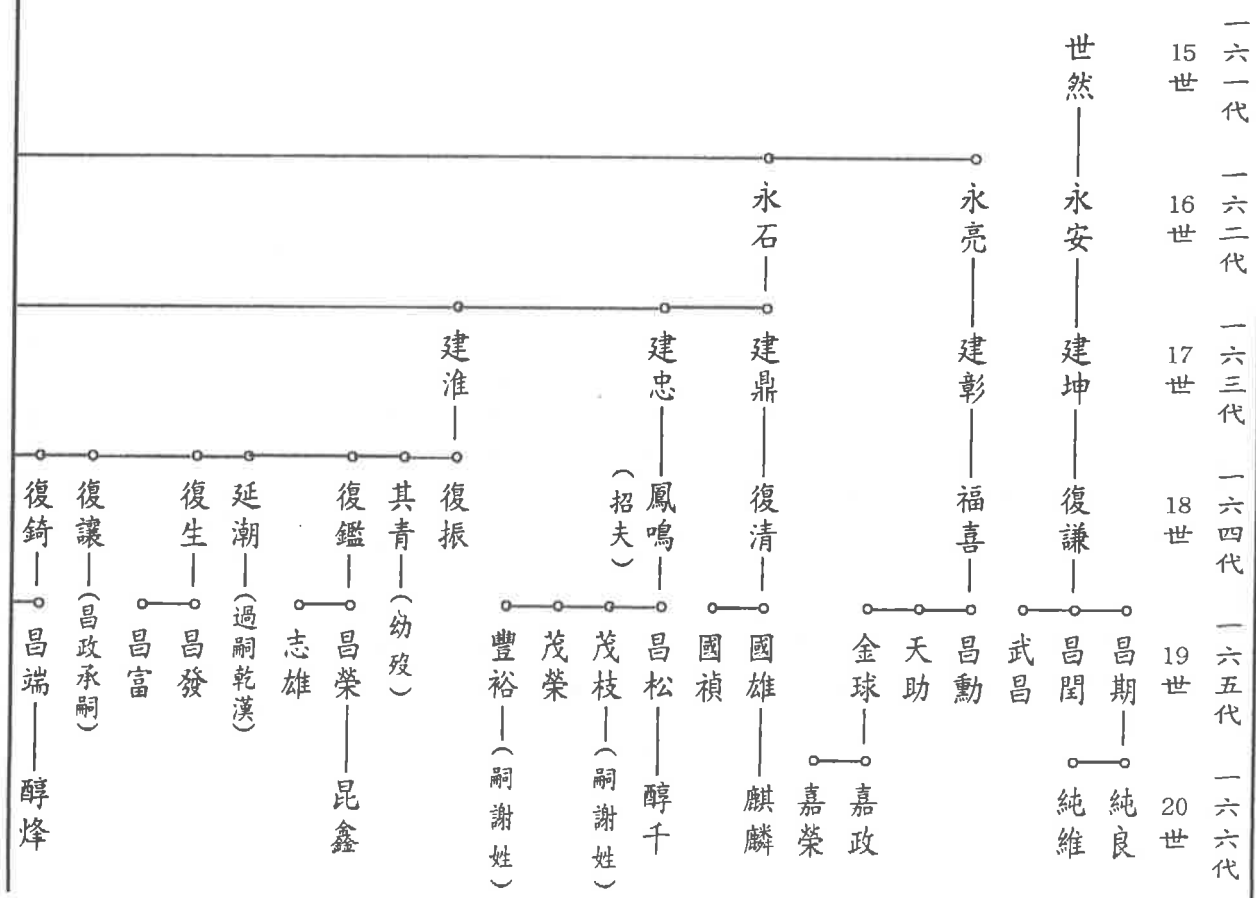 一六一代
一六二代
一六三代
一六四代
一六五代
一六六代
15世
16世
17世
18世
19世
20世
世然
永安
建坤
復謙
昌期
純良
純維
昌閏
武昌
永亮
建彰
福喜
昌勳
天助
金球
嘉政
嘉榮
永石
建鼎
復清
國雄
麒麟
國禎
建忠
鳳鳴
(招夫)
昌松
醇千
茂枝
(嗣謝姓)
茂榮
豐裕
(嗣謝姓)
建淮
復振
其青
(幼歿)
復鑑
昌榮
昆鑫
志雄
延潮
(過嗣乾漢)
復生
昌發
昌富
復讓
(昌政承嗣)
復錡
昌端
醇烽